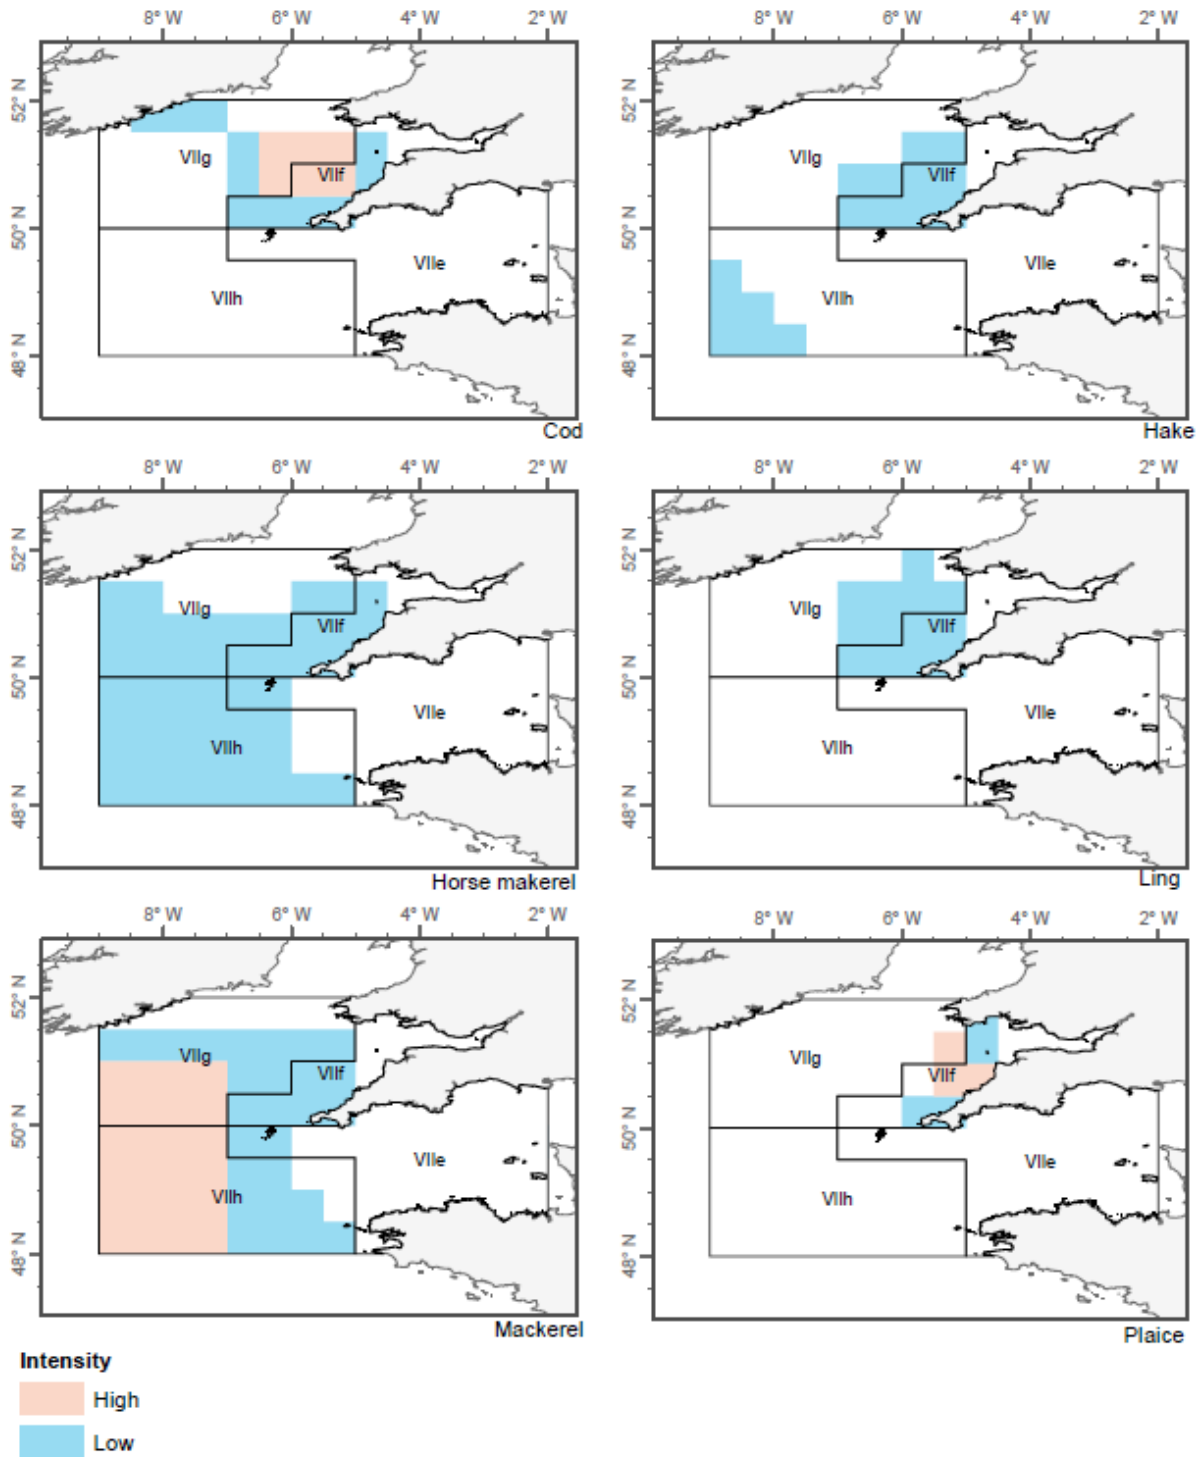 8° W 6° W 4° W 2° W 8° W 6° W 4° W 2° W
52° N 52° N
VIIg VIIf VIIg VIIf
50° N 50° N
VIIe VIIe
VIIh VIIh
48° N 48° N
Cod Hake
8° W 6° W 4° W 2° W 8° W 6° W 4° W 2° W
52° N 52° N
VIIg VIIf VIIg VIIf
50° N 50° N
VIIe VIIe
VIIh VIIh
48° N 48° N
Horse makerel Ling
8° W 6° W 4° W 2° W 8° W 6° W 4° W 2° W
52° N 52° N
VIIg VIIf VIIg VIIf
50° N 50° N
VIIe VIIe
VIIh VIIh
48° N 48° N
Mackerel Plaice
Intensity
High
Low